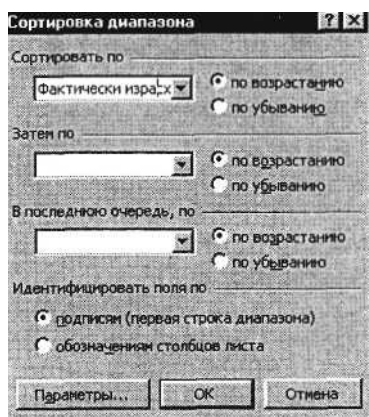 Сортировка диапазона
Сортировать по
Фактически изра
по возрастанию
по убыванию
Затем по
по возрастанию
по убыванию
В последнюю очередь, по
по возрастанию
по убыванию
Идентифицировать поля по
подписям (первая строка диапазона)
обозначениям столбцов листа
Параметры...
ОК
Отмена